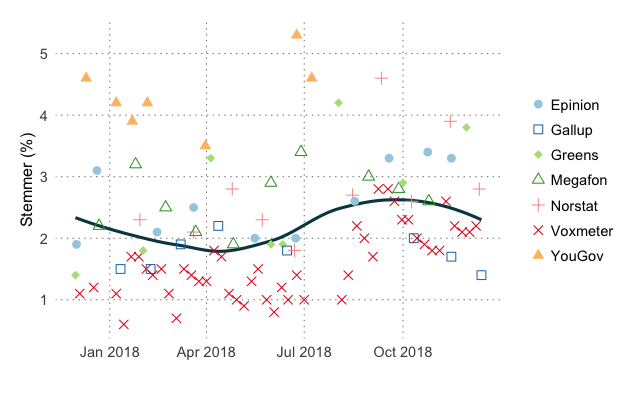 Stemmer (%)
5
4
3
2
1
Jan 2018
Apr 2018
Jul 2018
Oct 2018
Epinion
Gallup
Greens
Megafon
Norstat
Voxmeter
YouGov